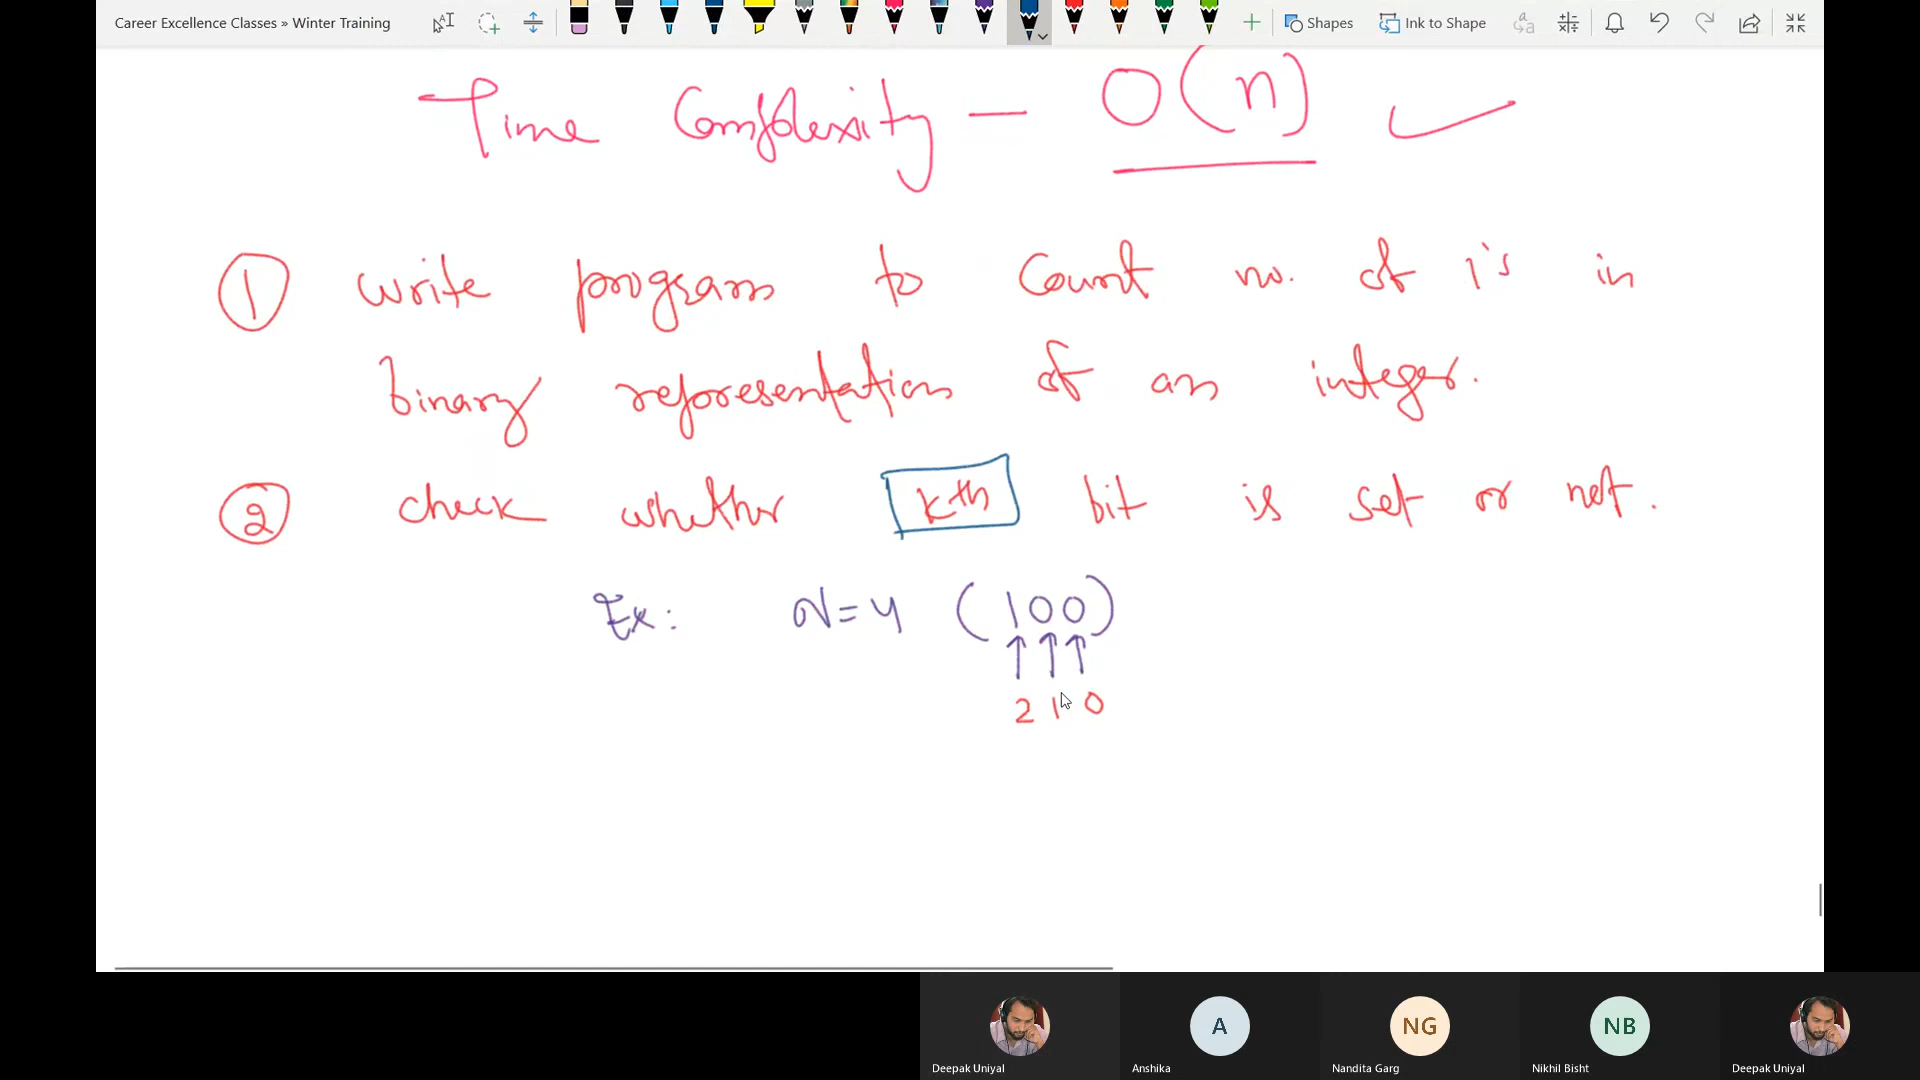 Career Excellence Classes » Winter Training
Shapes
Ink to Shape
Time Complexity — O(n)
① Write program to Count no. of 1's in
binary representation of an integer.
② check whether kth bit is set or not.
Ex: N=4 (100)
2 1 0
A
NG
NB
Deepak Uniyal
Anshika
Nandita Garg
Nikhil Bisht
Deepak Uniyal